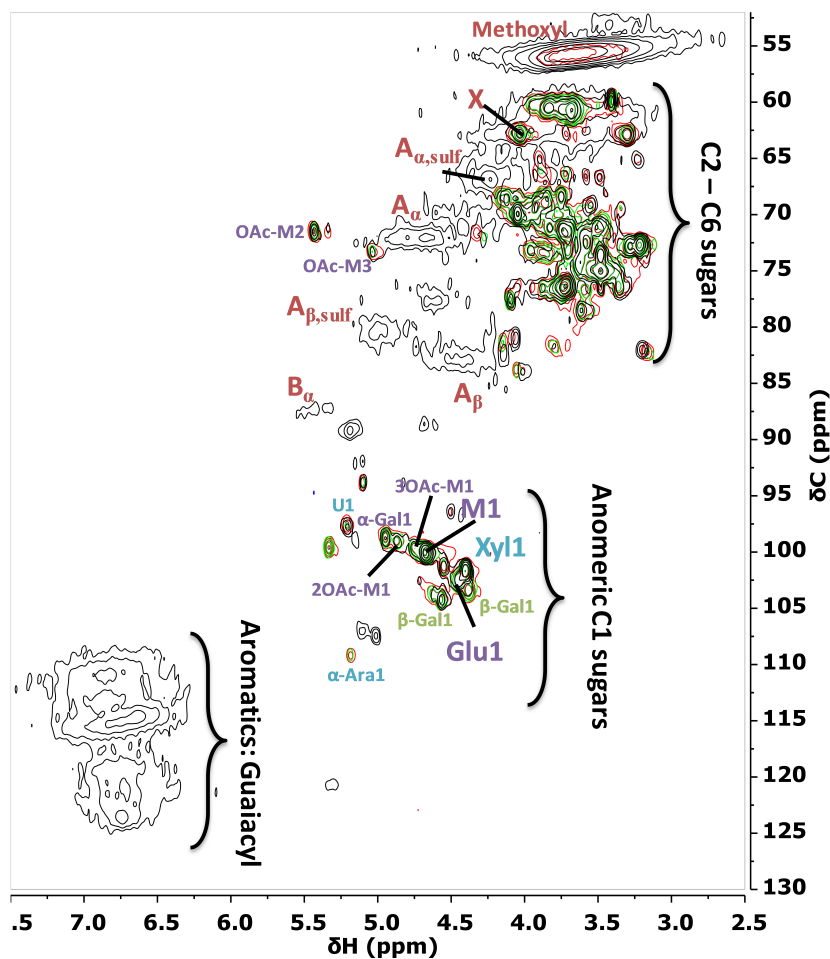 Methoxyl
55
60
X
Aα,sulf
65
C2 – C6 sugars
Aα
70
OAc-M2
OAc-M3
75
Aβ,sulf
80
Bα
Aβ
85
δC (ppm)
90
3OAc-M1
M1
95
U1
α-Gal1
Xyl1
100
Anomeric C1 sugars
2OAc-M1
β-Gal1
β-Gal1
105
Glu1
α-Ara1
110
Aromatics: Guaiacyl
115
120
125
130
.5 7.0 6.5 6.0 5.5 5.0 4.5 4.0 3.5 3.0 2.5
δH (ppm)